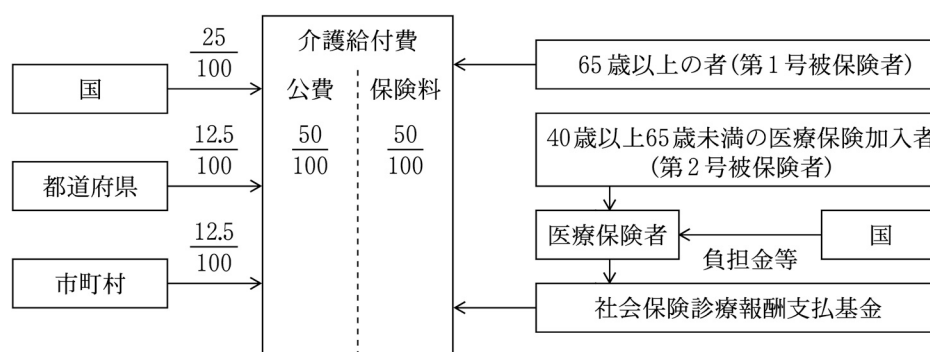 25
100
国
12.5
100
都道府県
12.5
100
市町村
介護給付費
公費
保険料
50
100
50
100
65歳以上の者(第1号被保険者)
40歳以上65歳未満の医療保険加入者
(第2号被保険者)
医療保険者
国
負担金等
社会保険診療報酬支払基金